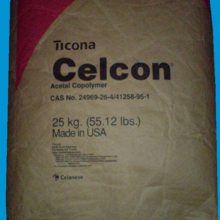 Ticona
Celcon®
Acetal Copolymer
CAS No. 24969-26-4/41258-95-1
25 kg. (55.12 lbs.)
Made in USA
Ticona
Celanese